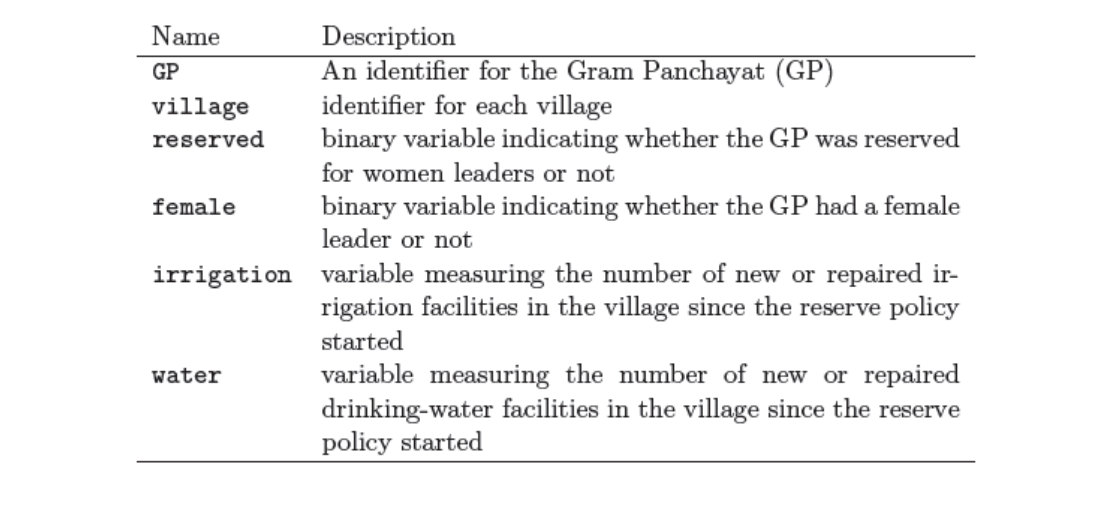 Name Description
GP An identifier for the Gram Panchayat (GP)
village identifier for each village
reserved binary variable indicating whether the GP was reserved
for women leaders or not
female binary variable indicating whether the GP had a female
leader or not
irrigation variable measuring the number of new or repaired ir-
rigation facilities in the village since the reserve policy
started
water variable measuring the number of new or repaired
drinking-water facilities in the village since the reserve
policy started